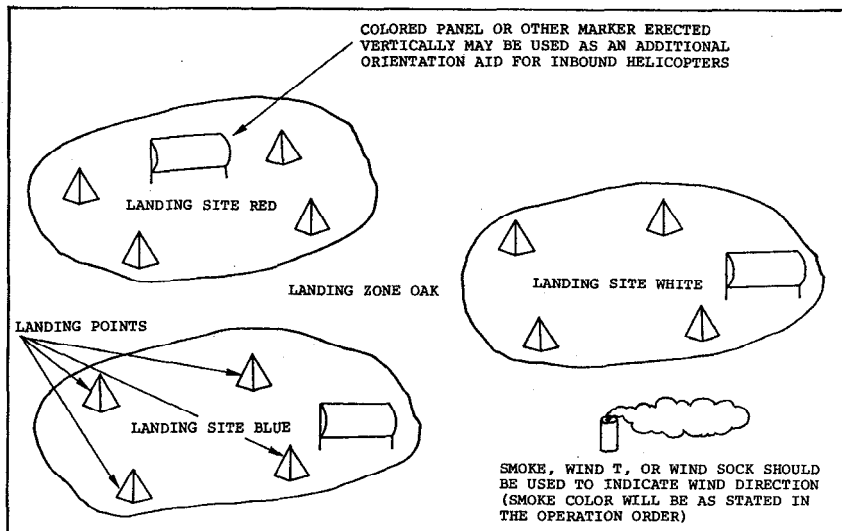 COLORED PANEL OR OTHER MARKER ERECTED
VERTICALLY MAY BE USED AS AN ADDITIONAL
ORIENTATION AID FOR INBOUND HELICOPTERS
LANDING SITE RED
LANDING SITE WHITE
LANDING ZONE OAK
LANDING POINTS
LANDING SITE BLUE
SMOKE, WIND T, OR WIND SOCK SHOULD
BE USED TO INDICATE WIND DIRECTION
(SMOKE COLOR WILL BE AS STATED IN
THE OPERATION ORDER)